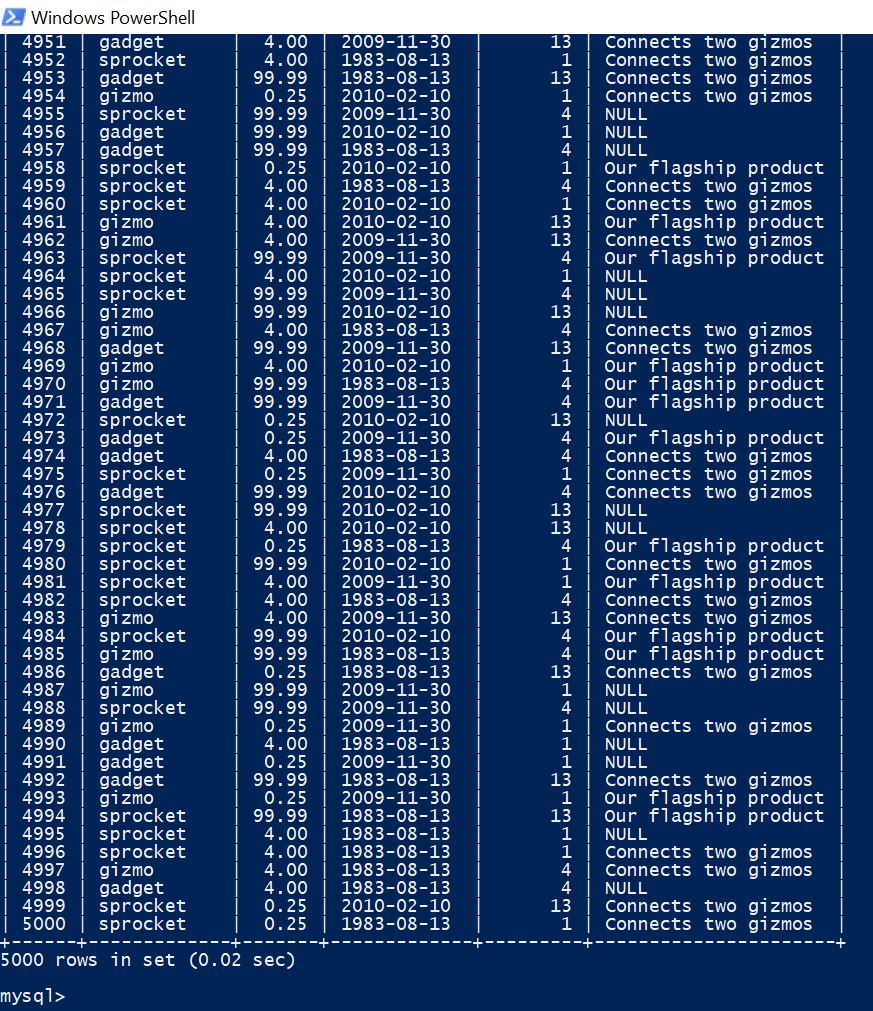 Windows PowerShell
| 4951 | gadget       |   4.00 | 2009-11-30  |      13 | Connects two gizmos  |
| 4952 | sprocket     |   4.00 | 1983-08-13  |       1 | Connects two gizmos  |
| 4953 | gadget       |  99.99 | 1983-08-13  |      13 | Connects two gizmos  |
| 4954 | gizmo        |   0.25 | 2010-02-10  |       1 | Connects two gizmos  |
| 4955 | sprocket     |  99.99 | 2009-11-30  |       4 | NULL                 |
| 4956 | gadget       |  99.99 | 2010-02-10  |       1 | NULL                 |
| 4957 | gadget       |  99.99 | 1983-08-13  |       4 | NULL                 |
| 4958 | sprocket     |   0.25 | 2010-02-10  |       1 | Our flagship product |
| 4959 | sprocket     |   4.00 | 1983-08-13  |       4 | Connects two gizmos  |
| 4960 | sprocket     |   4.00 | 2010-02-10  |       1 | Connects two gizmos  |
| 4961 | gizmo        |   4.00 | 2010-02-10  |      13 | Our flagship product |
| 4962 | gizmo        |   4.00 | 2009-11-30  |      13 | Connects two gizmos  |
| 4963 | sprocket     |  99.99 | 2009-11-30  |       4 | Our flagship product |
| 4964 | sprocket     |   4.00 | 2010-02-10  |       1 | NULL                 |
| 4965 | sprocket     |  99.99 | 2009-11-30  |       4 | NULL                 |
| 4966 | gizmo        |  99.99 | 2010-02-10  |      13 | NULL                 |
| 4967 | gizmo        |   4.00 | 1983-08-13  |       4 | Connects two gizmos  |
| 4968 | gadget       |  99.99 | 2009-11-30  |      13 | Connects two gizmos  |
| 4969 | gizmo        |   4.00 | 2010-02-10  |       1 | Our flagship product |
| 4970 | gizmo        |  99.99 | 1983-08-13  |       4 | Our flagship product |
| 4971 | gadget       |  99.99 | 2009-11-30  |       4 | Our flagship product |
| 4972 | sprocket     |   0.25 | 2010-02-10  |      13 | NULL                 |
| 4973 | gadget       |   0.25 | 2009-11-30  |       4 | Our flagship product |
| 4974 | gadget       |   4.00 | 1983-08-13  |       4 | Connects two gizmos  |
| 4975 | sprocket     |   0.25 | 2009-11-30  |       1 | Connects two gizmos  |
| 4976 | gadget       |  99.99 | 2010-02-10  |       4 | Connects two gizmos  |
| 4977 | sprocket     |  99.99 | 2010-02-10  |      13 | NULL                 |
| 4978 | sprocket     |   4.00 | 2010-02-10  |      13 | NULL                 |
| 4979 | sprocket     |   0.25 | 1983-08-13  |       4 | Our flagship product |
| 4980 | sprocket     |  99.99 | 2010-02-10  |       1 | Connects two gizmos  |
| 4981 | sprocket     |   4.00 | 2009-11-30  |       1 | Our flagship product |
| 4982 | sprocket     |   4.00 | 1983-08-13  |       4 | Connects two gizmos  |
| 4983 | gizmo        |   4.00 | 2009-11-30  |      13 | Connects two gizmos  |
| 4984 | sprocket     |  99.99 | 2010-02-10  |       4 | Our flagship product |
| 4985 | gizmo        |  99.99 | 1983-08-13  |       4 | Our flagship product |
| 4986 | gadget       |   0.25 | 1983-08-13  |      13 | Connects two gizmos  |
| 4987 | gizmo        |  99.99 | 2009-11-30  |       1 | NULL                 |
| 4988 | sprocket     |  99.99 | 2009-11-30  |       4 | NULL                 |
| 4989 | gizmo        |   0.25 | 2009-11-30  |       1 | Connects two gizmos  |
| 4990 | gadget       |   4.00 | 1983-08-13  |       1 | NULL                 |
| 4991 | gadget       |   0.25 | 2009-11-30  |       1 | NULL                 |
| 4992 | gadget       |  99.99 | 1983-08-13  |      13 | Connects two gizmos  |
| 4993 | gizmo        |   0.25 | 2009-11-30  |       1 | Our flagship product |
| 4994 | sprocket     |  99.99 | 1983-08-13  |      13 | Our flagship product |
| 4995 | sprocket     |   4.00 | 1983-08-13  |       1 | NULL                 |
| 4996 | sprocket     |   4.00 | 1983-08-13  |       1 | Connects two gizmos  |
| 4997 | gizmo        |   4.00 | 1983-08-13  |       4 | Connects two gizmos  |
| 4998 | gadget       |   4.00 | 1983-08-13  |       4 | NULL                 |
| 4999 | sprocket     |   0.25 | 2010-02-10  |      13 | Connects two gizmos  |
| 5000 | sprocket     |   0.25 | 1983-08-13  |       1 | Connects two gizmos  |
+------+-------------+-------+-------------+---------+----------------------+
5000 rows in set (0.02 sec)
mysql>